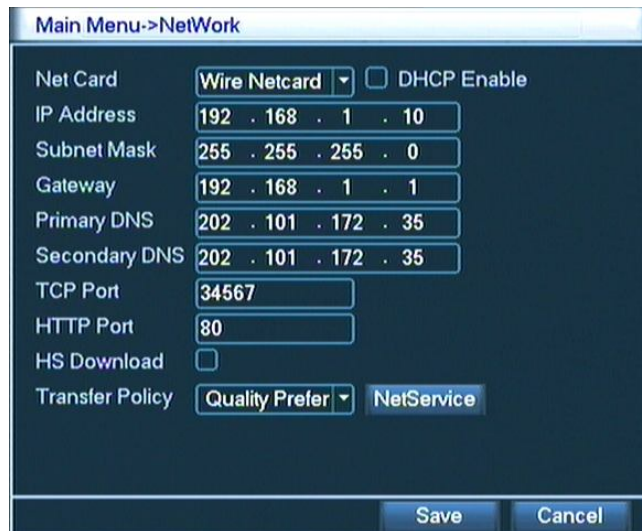 Main Menu->NetWork
Net Card Wire Netcard DHCP Enable
IP Address 192 . 168 . 1 . 10
Subnet Mask 255 . 255 . 255 . 0
Gateway 192 . 168 . 1 . 1
Primary DNS 202 . 101 . 172 . 35
Secondary DNS 202 . 101 . 172 . 35
TCP Port 34567
HTTP Port 80
HS Download
Transfer Policy Quality Prefer NetService
Save Cancel